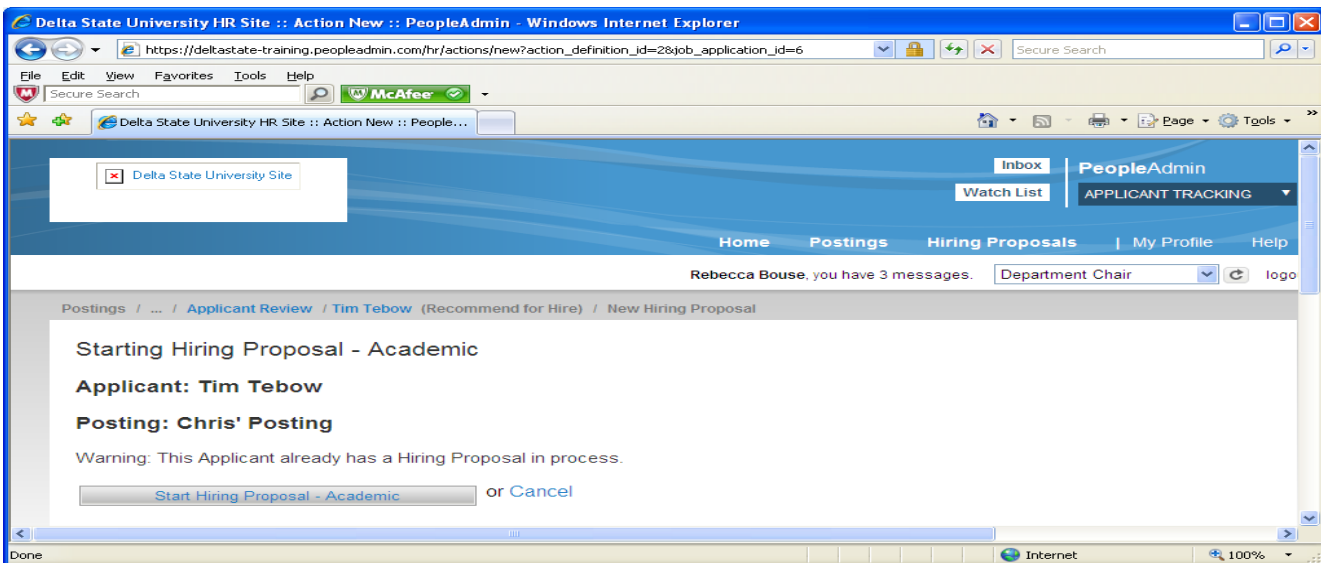 Delta State University HR Site :: Action New :: PeopleAdmin - Windows Internet Explorer
https://deltastate-training.peopleadmin.com/hr/actions/new?action_definition_id=2&job_application_id=6 Secure Search
File Edit View Favorites Tools Help
Secure Search McAfee
Delta State University HR Site :: Action New :: People... Page Tools »
Delta State University Site
Inbox PeopleAdmin
Watch List APPLICANT TRACKING
Home Postings Hiring Proposals | My Profile Help
Rebecca Bouse, you have 3 messages. Department Chair logo
Postings / ... / Applicant Review / Tim Tebow (Recommend for Hire) / New Hiring Proposal
Starting Hiring Proposal - Academic
Applicant: Tim Tebow
Posting: Chris' Posting
Warning: This Applicant already has a Hiring Proposal in process.
Start Hiring Proposal - Academic or Cancel
Done Internet 100%